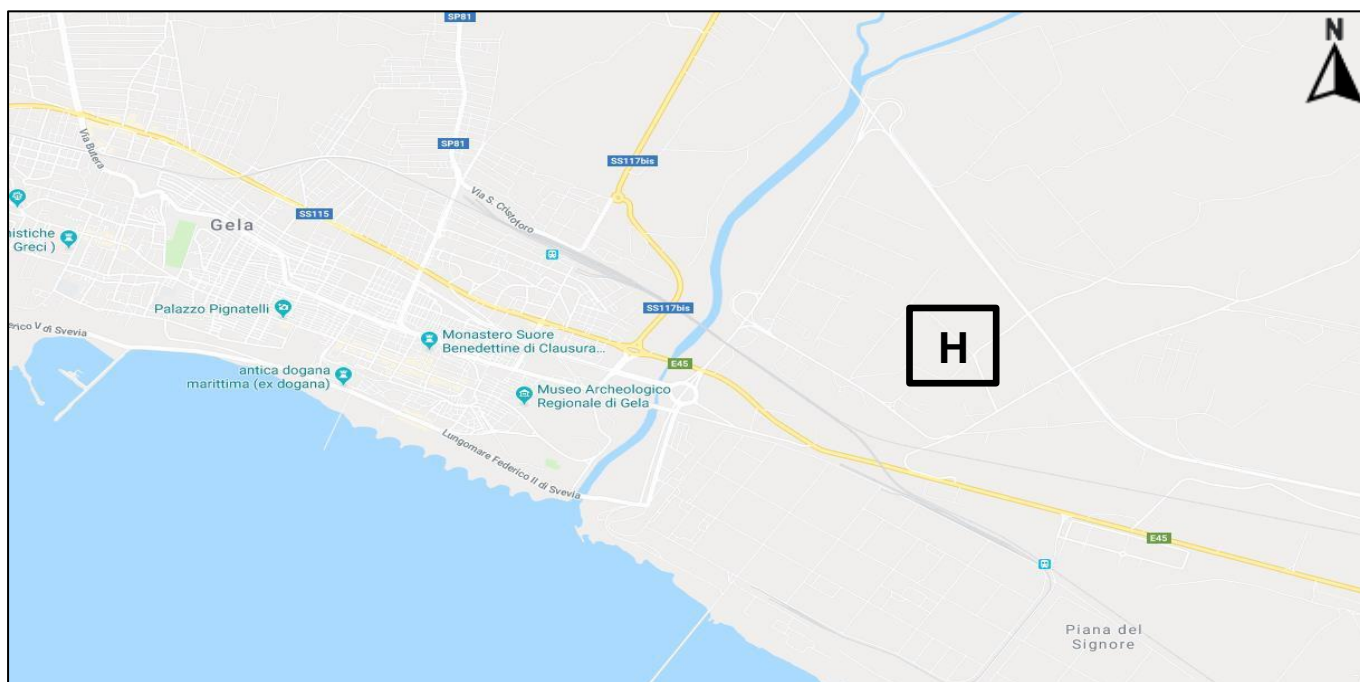 SP81
N
Via Butera
SP81
SS117bis
Via S. Cristoforo
SS115
Gela
nistiche
Greci )
Palazzo Pignatelli
SS117bis
erico V di Svevia
Monastero Suore
Benedettine di Clausura...
H
E45
antica dogana
marittima (ex dogana)
Museo Archeologico
Regionale di Gela
Lungomare Federico II di Svevia
E45
Piana del
Signore